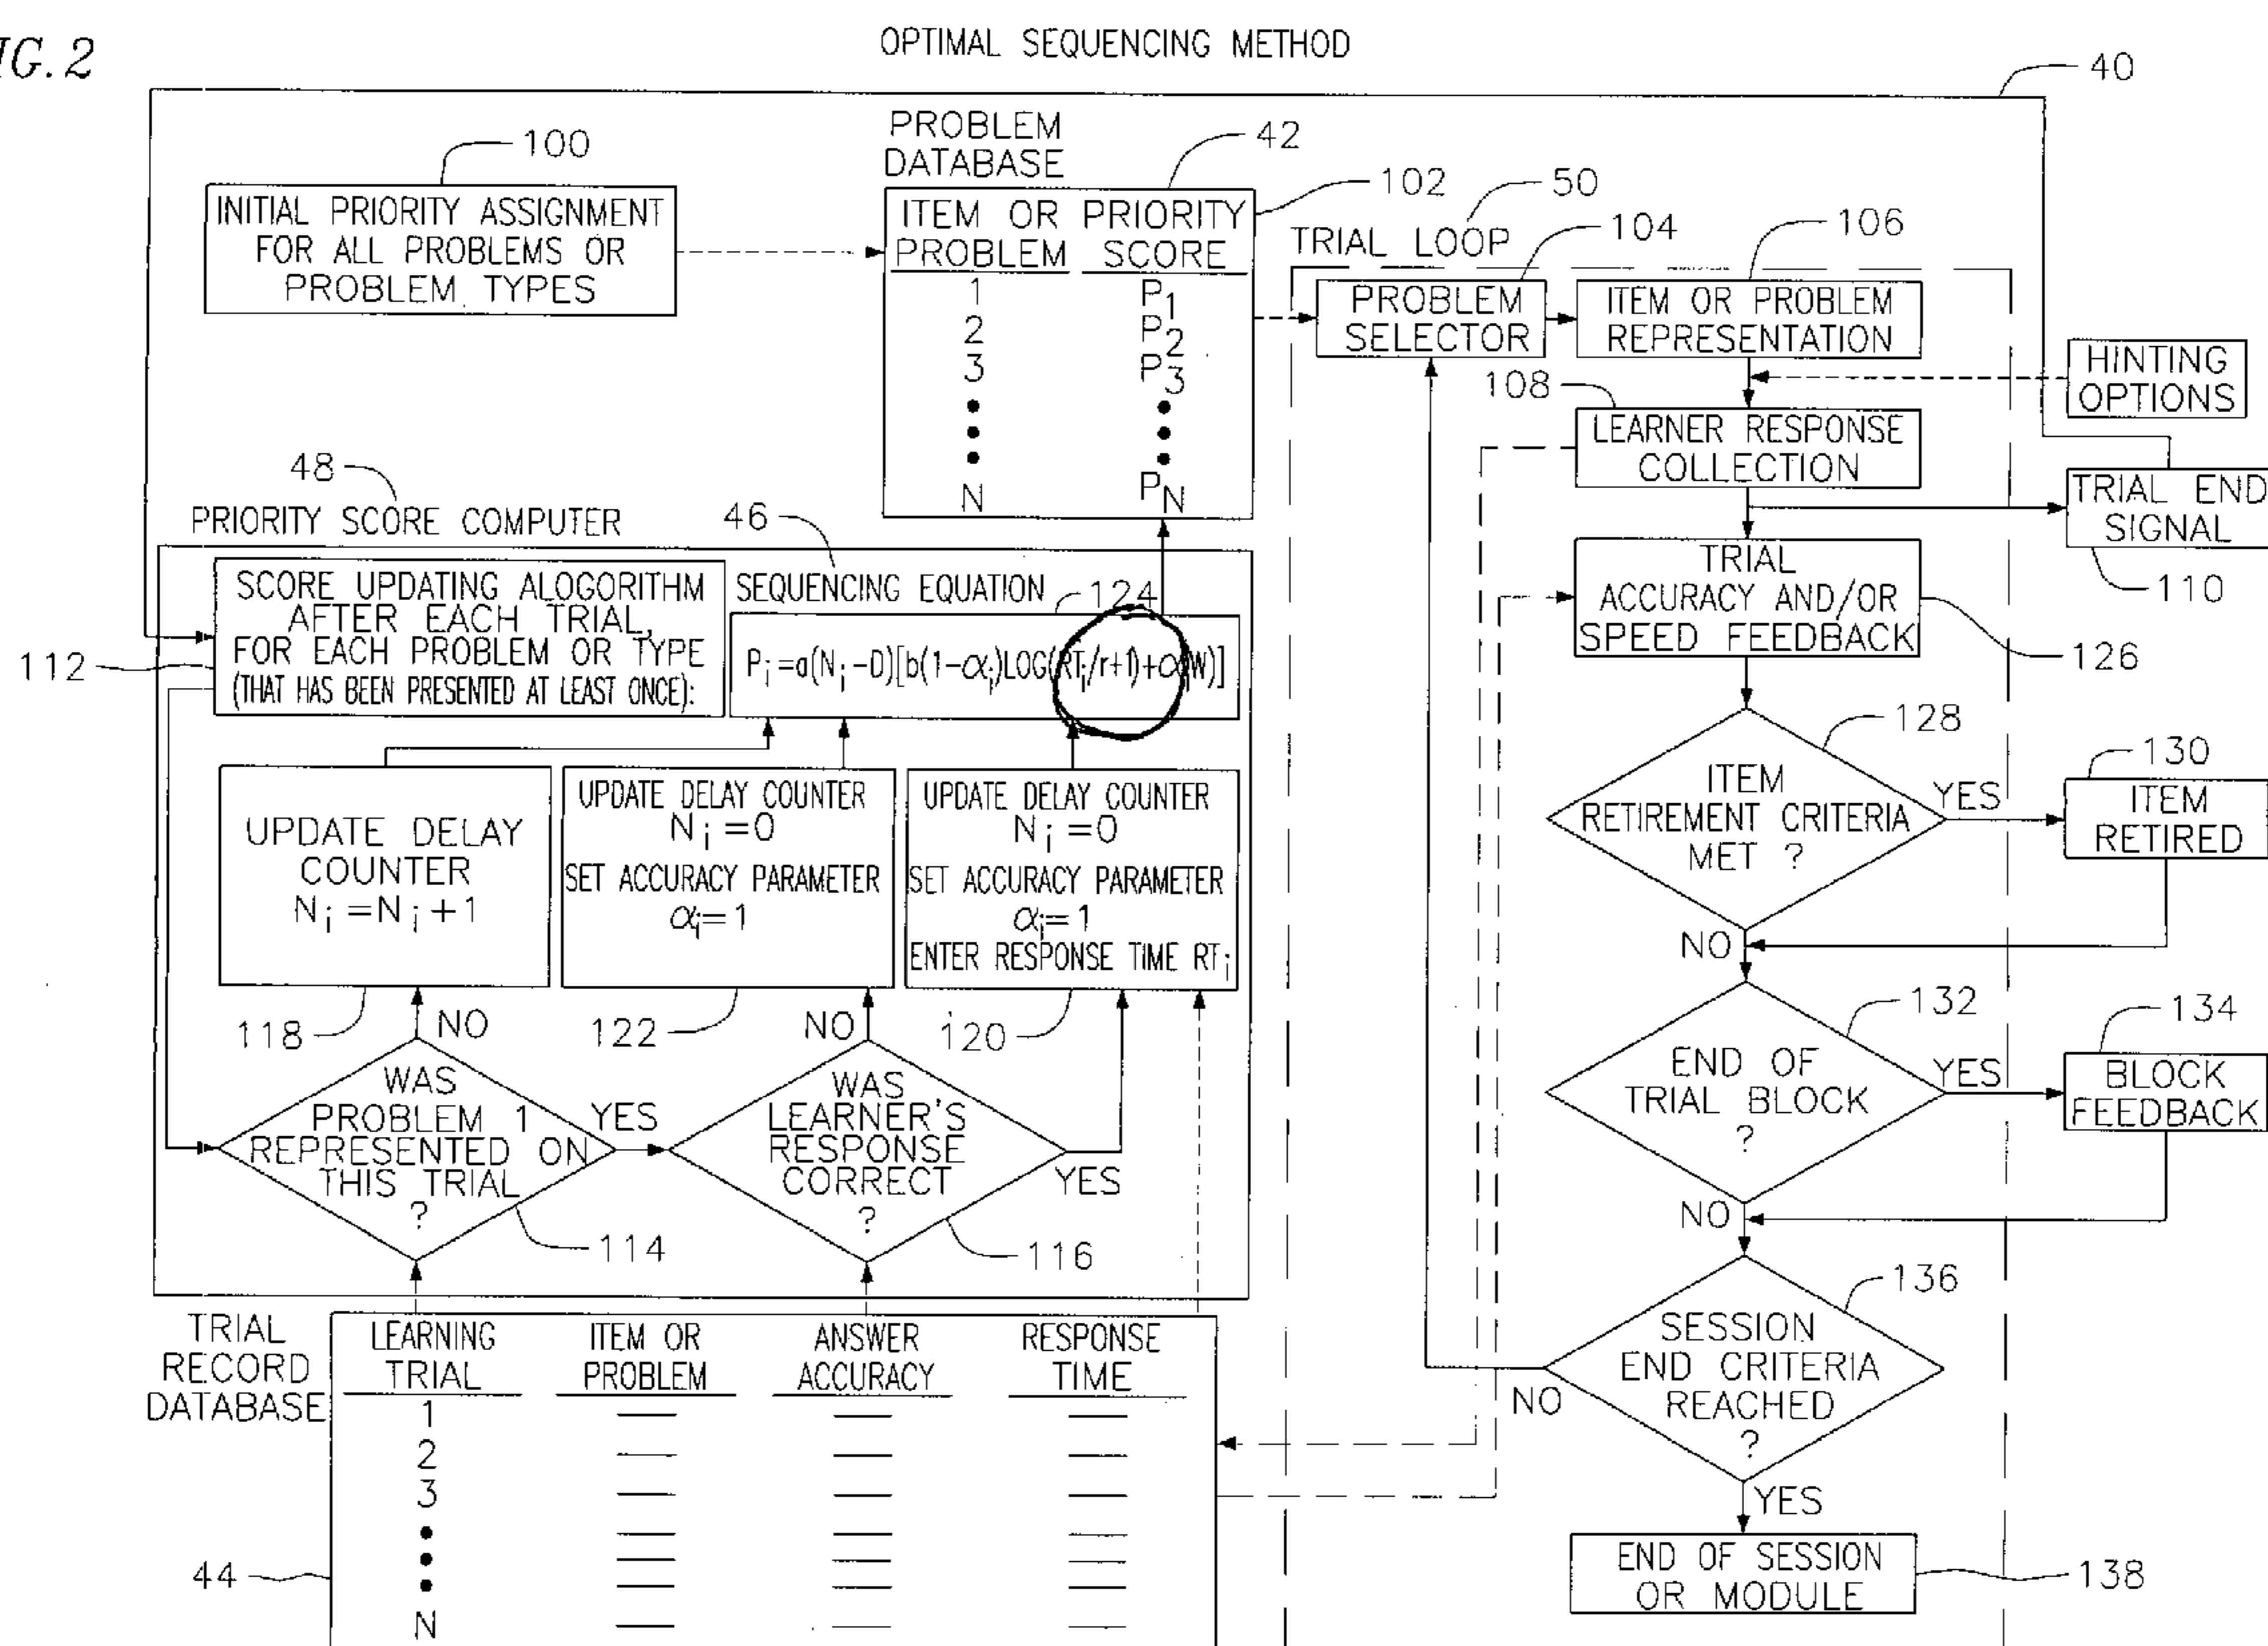 IG. 2
OPTIMAL SEQUENCING METHOD
40
100
INITIAL PRIORITY ASSIGNMENT
FOR ALL PROBLEMS OR
PROBLEM TYPES
PROBLEM
DATABASE
42
102
ITEM OR PRIORITY
PROBLEM SCORE
1 P1
2 P2
3 P3
N PN
50
TRIAL LOOP
104
PROBLEM
SELECTOR
106
ITEM OR PROBLEM
REPRESENTATION
HINTING
OPTIONS
108
LEARNER RESPONSE
COLLECTION
TRIAL END
SIGNAL
110
48
PRIORITY SCORE COMPUTER
112
SCORE UPDATING ALOGORITHM
AFTER EACH TRIAL,
FOR EACH PROBLEM OR TYPE
(THAT HAS BEEN PRESENTED AT LEAST ONCE):
46
SEQUENCING EQUATION
124
Pi =a(Ni -D)[b(1-αi)LOG(RTi/r+1)+αiW)]
UPDATE DELAY
COUNTER
Ni =Ni +1
118
UPDATE DELAY COUNTER
Ni =0
SET ACCURACY PARAMETER
αi= 1
122
UPDATE DELAY COUNTER
Ni =0
SET ACCURACY PARAMETER
αi= 1
ENTER RESPONSE TIME RTi
120
NO
WAS
PROBLEM 1
REPRESENTED ON
THIS TRIAL
?
114
YES
NO
WAS
LEARNER'S
RESPONSE
CORRECT
?
116
YES
TRIAL
RECORD
DATABASE
44
LEARNING TRIAL
ITEM OR PROBLEM
ANSWER ACCURACY
RESPONSE TIME
1
2
3
N
TRIAL
ACCURACY AND/OR
SPEED FEEDBACK
126
128
ITEM
RETIREMENT CRITERIA
MET ?
YES
130
ITEM
RETIRED
NO
132
END OF
TRIAL BLOCK
?
YES
134
BLOCK
FEEDBACK
NO
136
SESSION
END CRITERIA
REACHED
?
NO
YES
END OF SESSION
OR MODULE
138